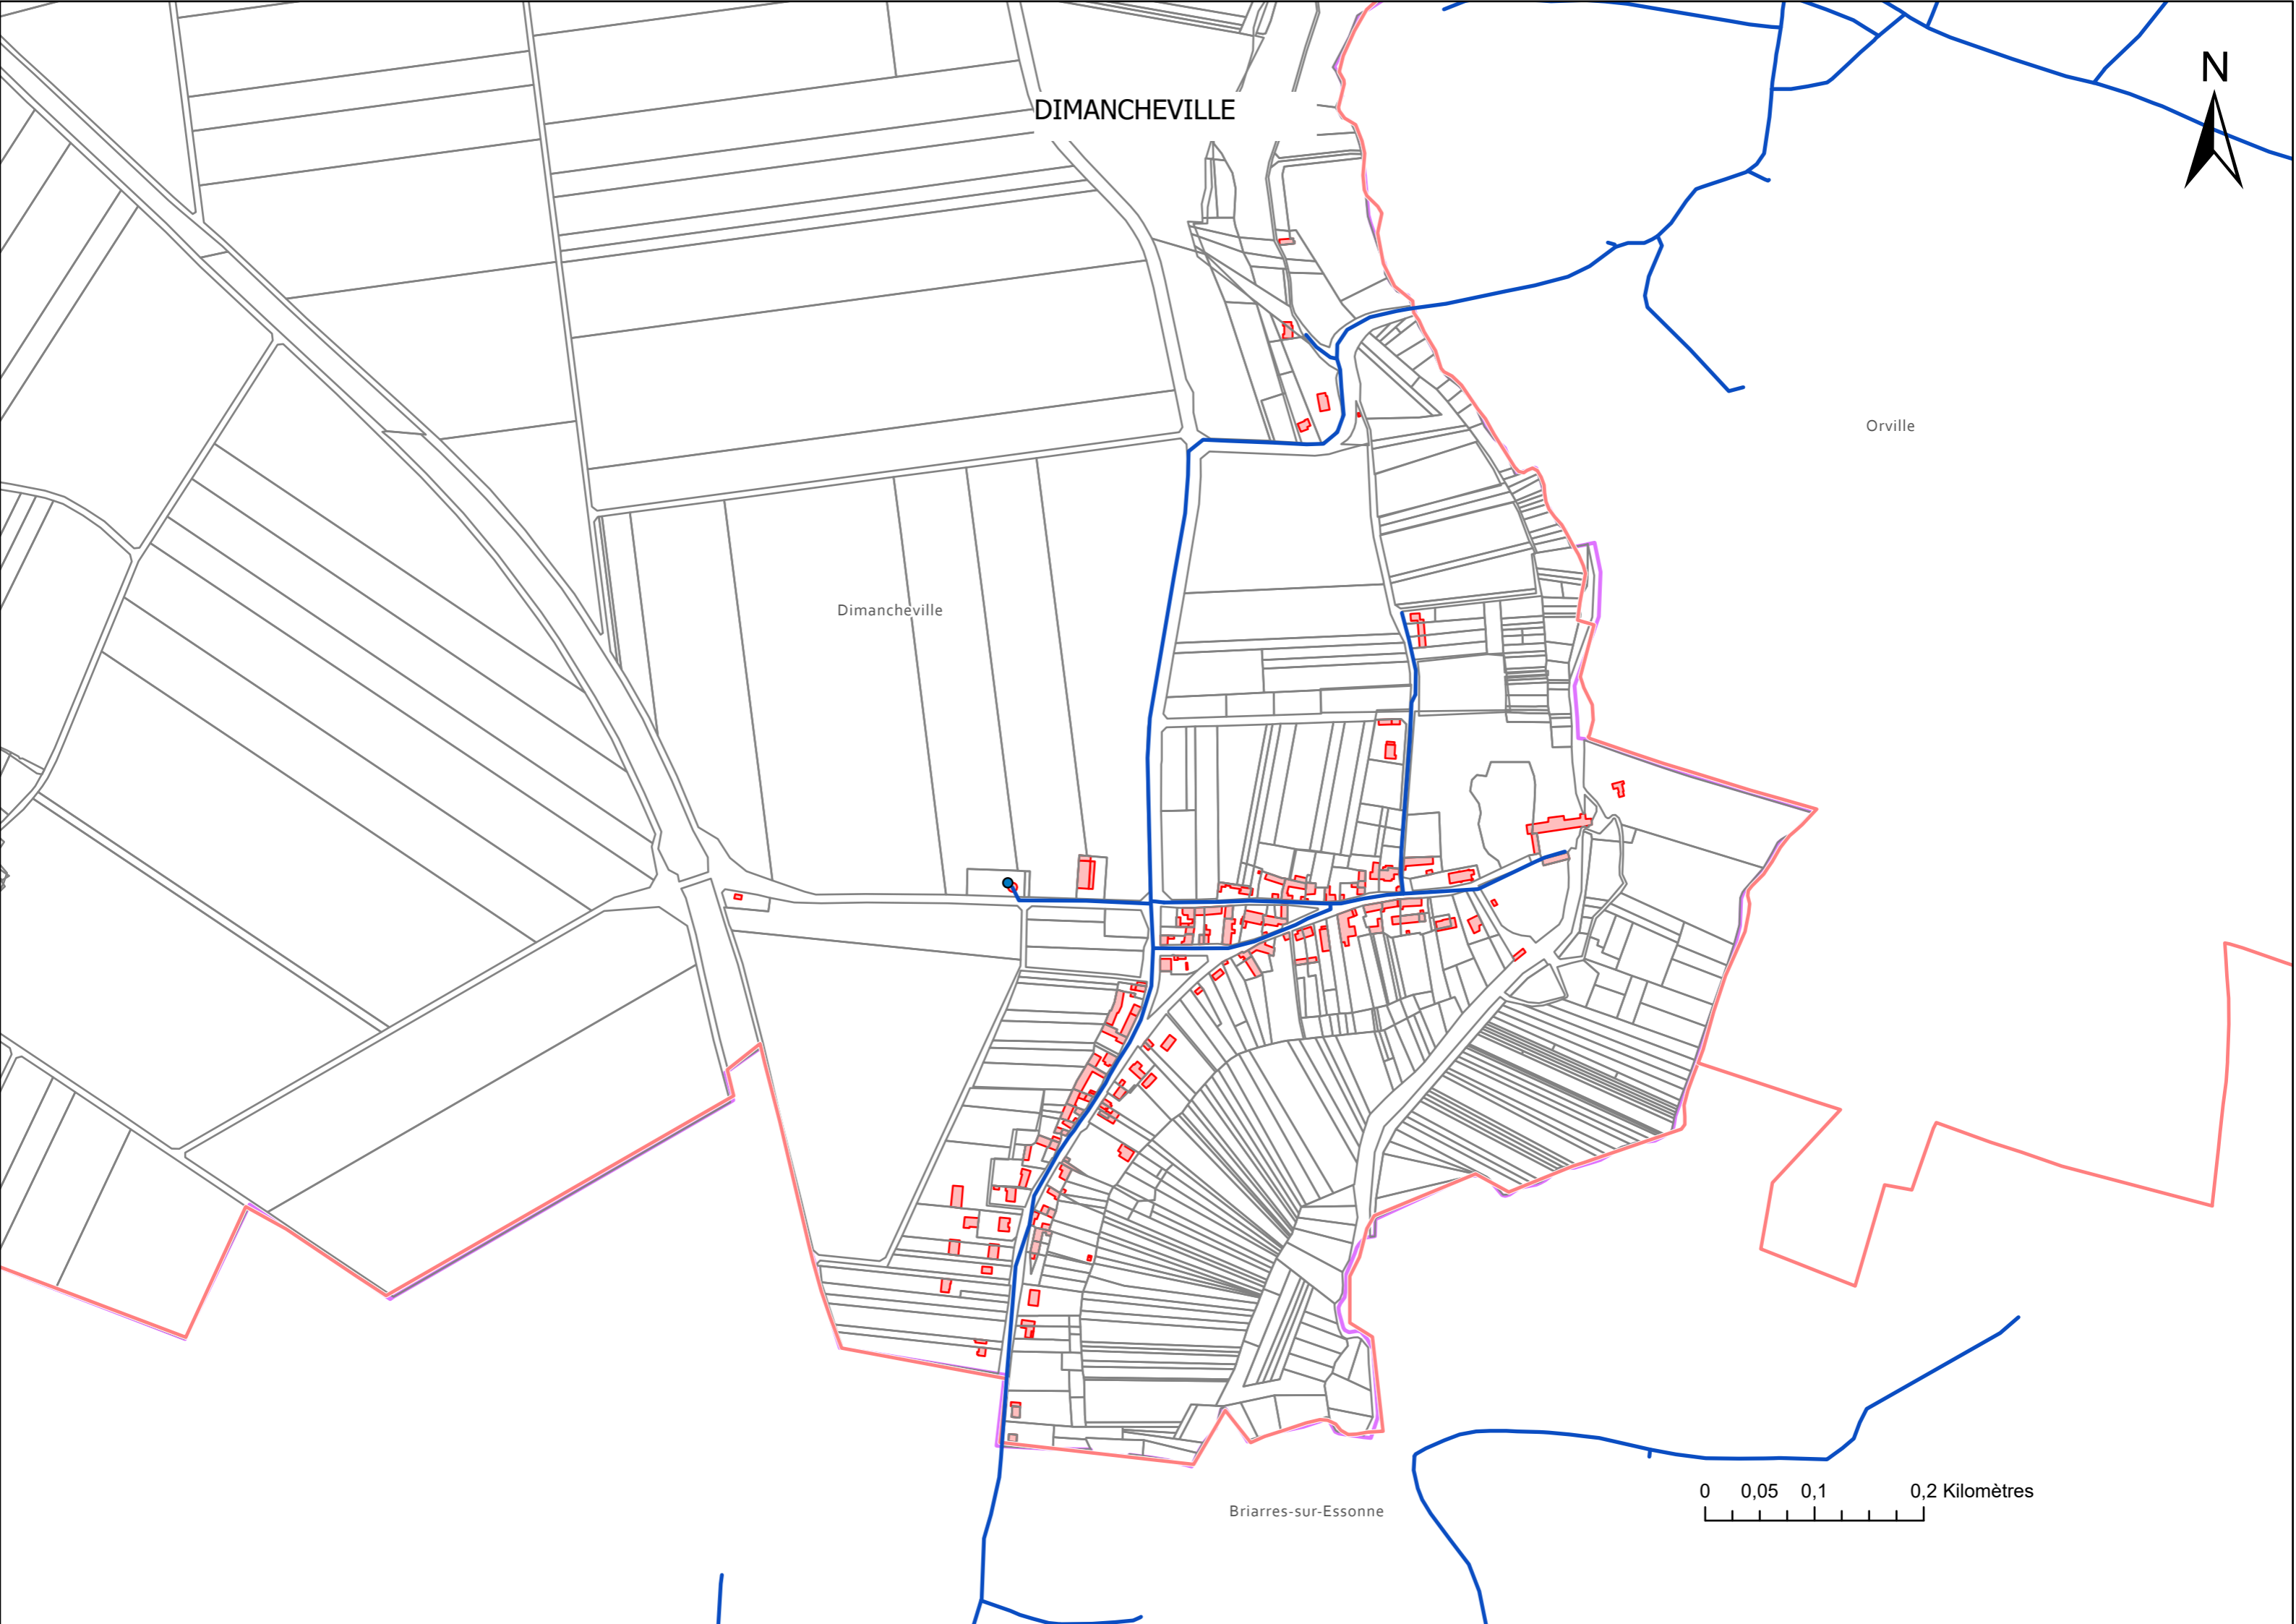 N
DIMANCHEVILLE
Orville
Dimancheville
0 0,05 0,1 0,2 Kilomètres
Briarres-sur-Essonne